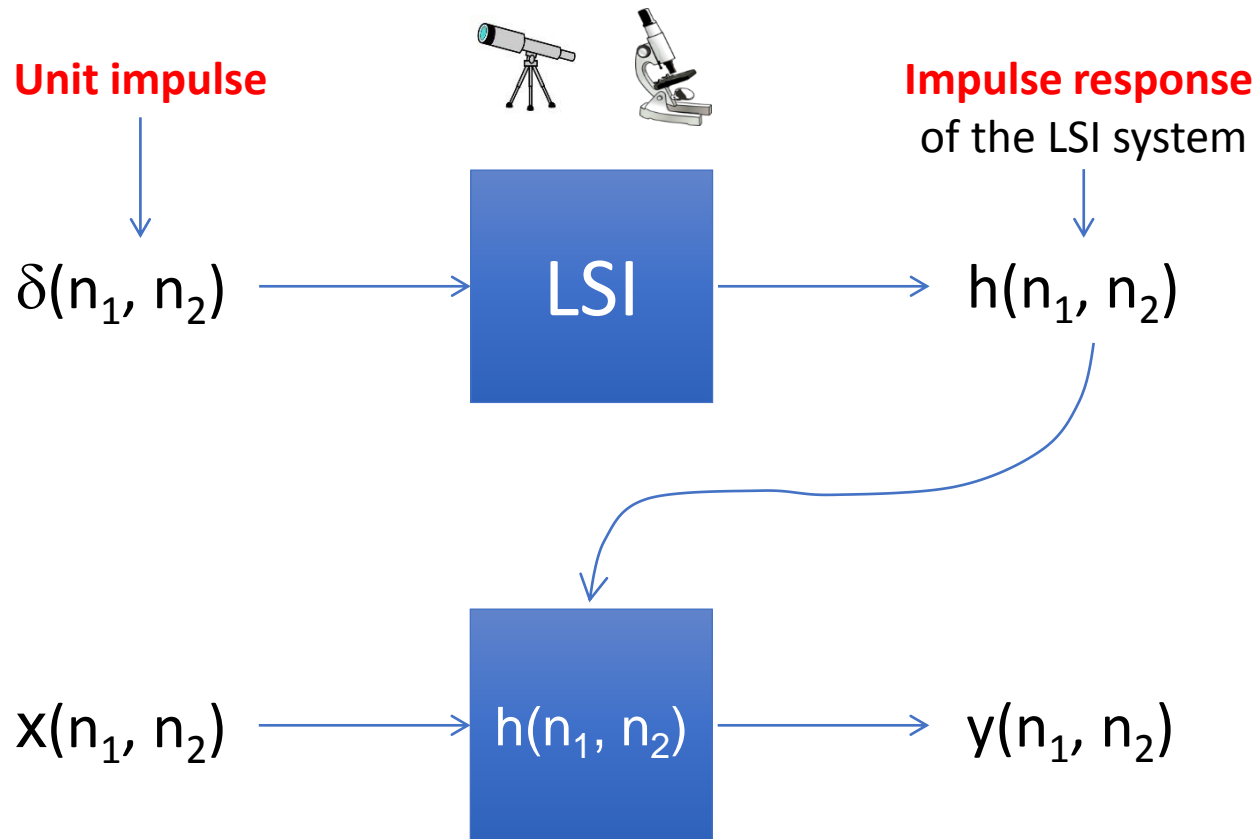 Unit impulse
Impulse response
of the LSI system
δ(n₁, n₂)
LSI
h(n₁, n₂)
x(n₁, n₂)
h(n₁, n₂)
y(n₁, n₂)